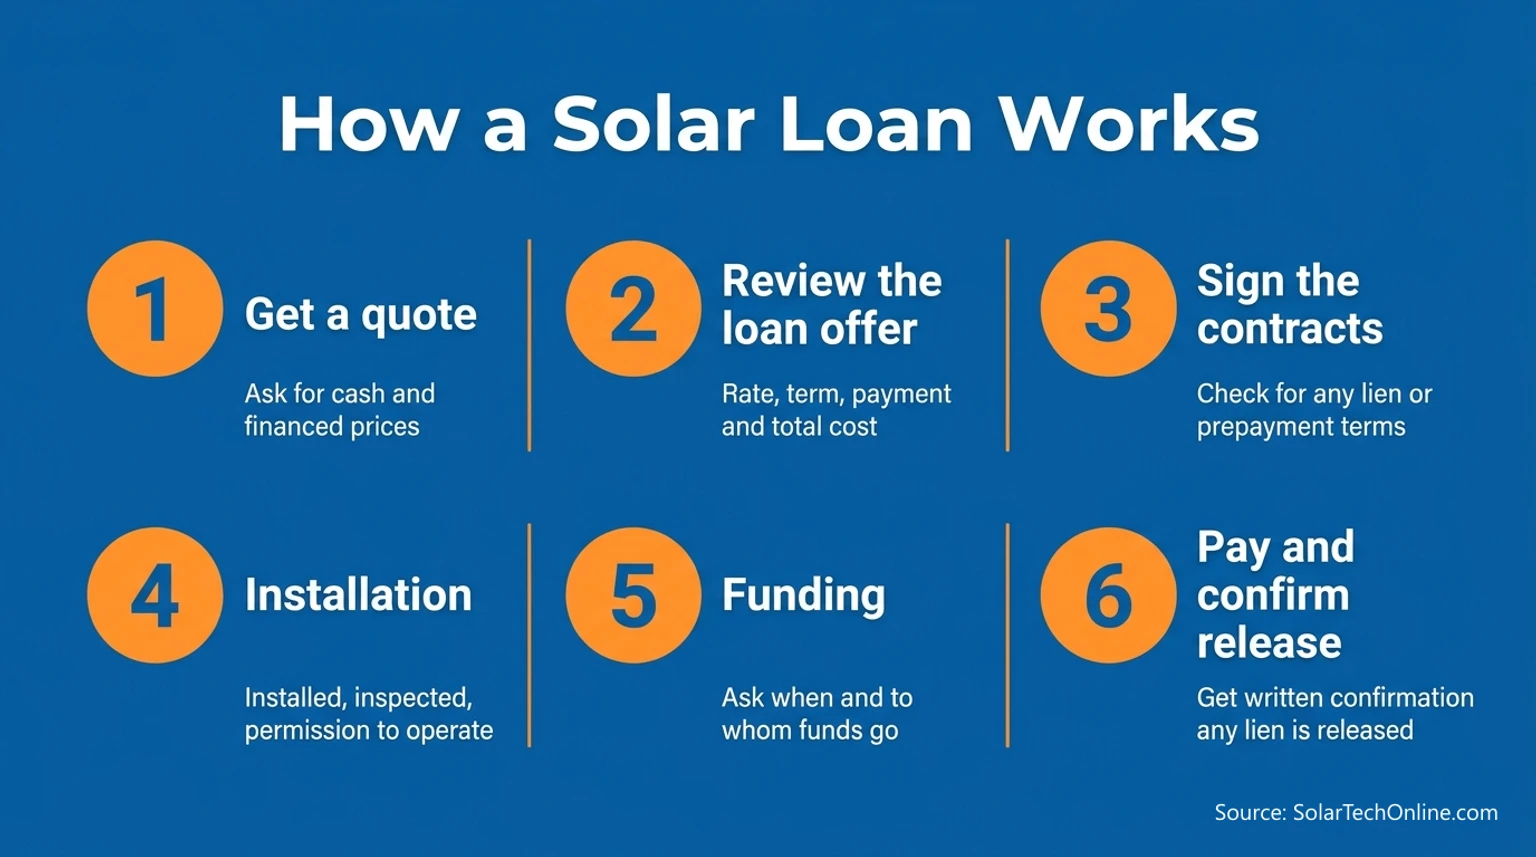 How a Solar Loan Works
1
Get a quote
Ask for cash and
financed prices
2
Review the
loan offer
Rate, term, payment
and total cost
3
Sign the
contracts
Check for any lien or
prepayment terms
4
Installation
Installed, inspected,
permission to operate
5
Funding
Ask when and to
whom funds go
6
Pay and
confirm
release
Get written confirmation
any lien is released
Source: SolarTechOnline.com